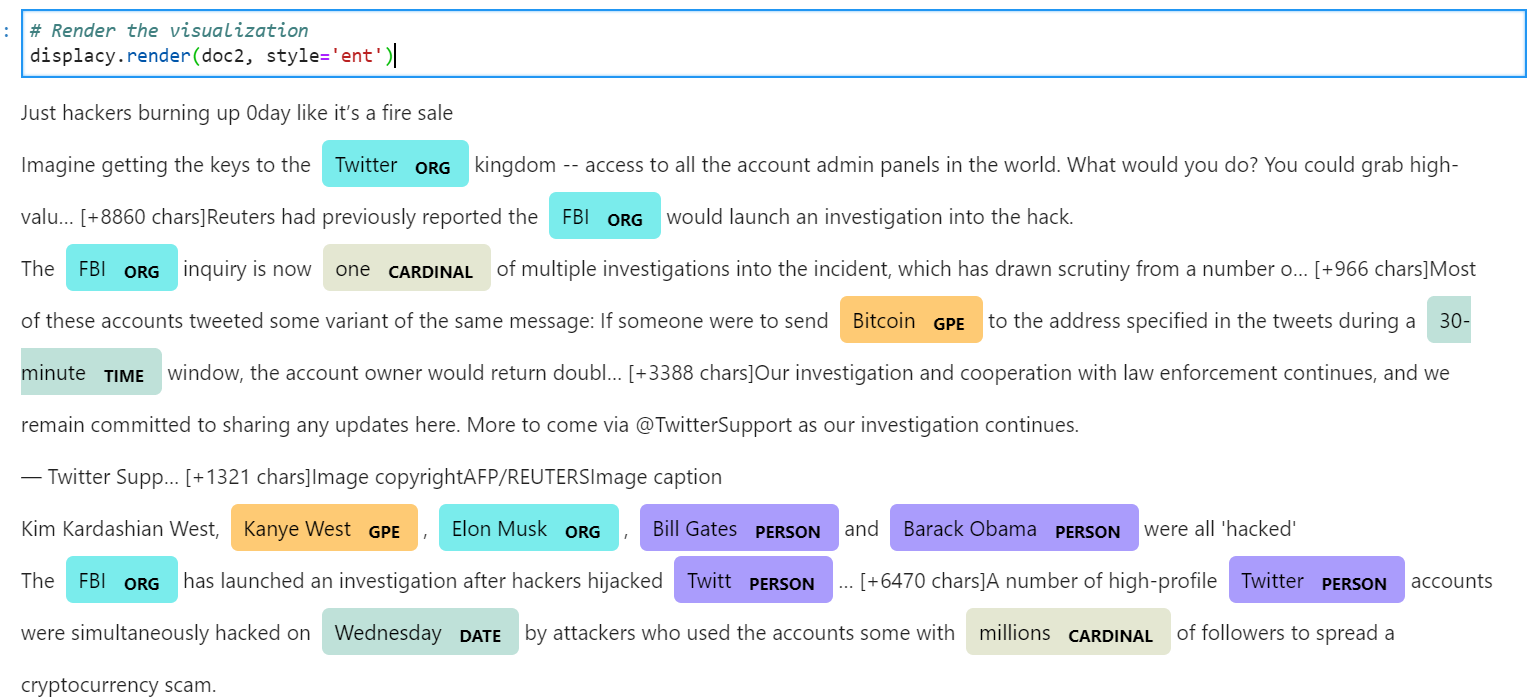 : # Render the visualization
displacy.render(doc2, style='ent')
Just hackers burning up 0day like it’s a fire sale
Imagine getting the keys to the Twitter ORG kingdom -- access to all the account admin panels in the world. What would you do? You could grab high-
valu… [+8860 chars]Reuters had previously reported the FBI ORG would launch an investigation into the hack.
The FBI ORG inquiry is now one CARDINAL of multiple investigations into the incident, which has drawn scrutiny from a number o… [+966 chars]Most
of these accounts tweeted some variant of the same message: If someone were to send Bitcoin GPE to the address specified in the tweets during a 30-
minute TIME window, the account owner would return doubl… [+3388 chars]Our investigation and cooperation with law enforcement continues, and we
remain committed to sharing any updates here. More to come via @TwitterSupport as our investigation continues.
— Twitter Supp… [+1321 chars]Image copyrightAFP/REUTERSImage caption
Kim Kardashian West, Kanye West GPE , Elon Musk ORG , Bill Gates PERSON and Barack Obama PERSON were all 'hacked'
The FBI ORG has launched an investigation after hackers hijacked Twitt PERSON … [+6470 chars]A number of high-profile Twitter PERSON accounts
were simultaneously hacked on Wednesday DATE by attackers who used the accounts some with millions CARDINAL of followers to spread a
cryptocurrency scam.